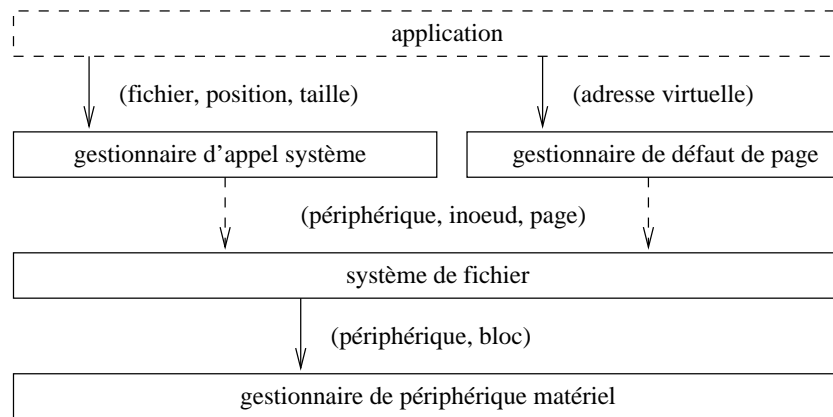 application
(fichier, position, taille)
(adresse virtuelle)
gestionnaire d'appel système
gestionnaire de défaut de page
(périphérique, inoeud, page)
système de fichier
(périphérique, bloc)
gestionnaire de périphérique matériel